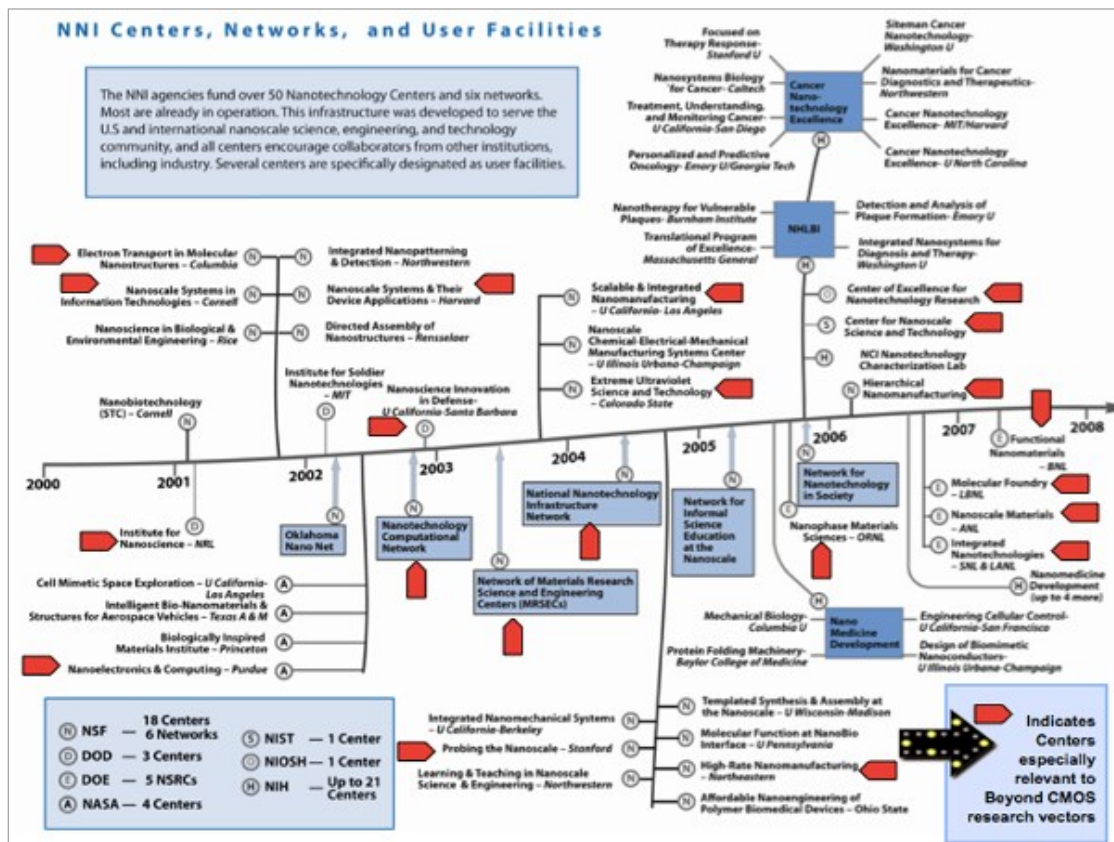 NNI Centers, Networks, and User Facilities
The NNI agencies fund over 50 Nanotechnology Centers and six networks.
Most are already in operation. This infrastructure was developed to serve the
U.S and international nanoscale science, engineering, and technology
community, and all centers encourage collaborators from other institutions,
including industry. Several centers are specifically designated as user facilities.
Focused on
Therapy Response-
Stanford U
Nanosystems Biology
for Cancer- Caltech
Treatment, Understanding,
and Monitoring Cancer-
U California-San Diego
Personalized and Predictive
Oncology- Emory U/Georgia Tech
Cancer
Nano-
technology
Excellence
Siteman Cancer
Nanotechnology-
Washington U
Nanomaterials for Cancer
Diagnostics and Therapeutics-
Northwestern
Cancer Nanotechnology
Excellence- MIT/Harvard
Cancer Nanotechnology
Excellence- U North Carolina
H
Nanotherapy for Vulnerable
Plaques- Burnham Institute
Translational Program
of Excellence-
Massachusetts General
NHLBI
Detection and Analysis of
Plaque Formation- Emory U
Integrated Nanosystems for
Diagnosis and Therapy-
Washington U
H
Electron Transport in Molecular
Nanostructures – Columbia
N
N
Integrated Nanopatterning
& Detection – Northwestern
Nanoscale Systems in
Information Technologies – Cornell
N
N
Nanoscale Systems & Their
Device Applications – Harvard
Nanoscience in Biological &
Environmental Engineering – Rice
N
N
Directed Assembly of
Nanostructures – Rensselaer
N
Scalable & Integrated
Nanomanufacturing
– U California- Los Angeles
N
Nanoscale
Chemical-Electrical-Mechanical
Manufacturing Systems Center
– U Illinois Urbana-Champaign
N
Extreme Ultraviolet
Science and Technology
– Colorado State
O
Center of Excellence for
Nanotechnology Research
S
Center for Nanoscale
Science and Technology
H
NCI Nanotechnology
Characterization Lab
N
Hierarchical
Nanomanufacturing
Nanobiotechnology
(STC) – Cornell
N
Institute for Soldier
Nanotechnologies
– MIT
D
Nanoscience Innovation
in Defense-
U California-Santa Barbara
D
2000
2001
2002
2003
2004
2005
2006
2007
2008
Institute for
Nanoscience – NRL
D
N
Oklahoma
Nano Net
N
Nanotechnology
Computational
Network
N
Network of Materials Research
Science and Engineering
Centers (MRSECs)
N
National Nanotechnology
Infrastructure
Network
N
Network for
Informal
Science
Education
at the
Nanoscale
E
Nanophase Materials
Sciences – ORNL
N
Network for
Nanotechnology
in Society
E
Functional
Nanomaterials
– BNL
E
Molecular Foundry
– LBNL
E
Nanoscale Materials
– ANL
E
Integrated
Nanotechnologies
– SNL & LANL
H
Nanomedicine
Development
(up to 4 more)
Cell Mimetic Space Exploration – U California-
Los Angeles
A
Intelligent Bio-Nanomaterials &
Structures for Aerospace Vehicles – Texas A & M
A
Biologically Inspired
Materials Institute – Princeton
A
Nanoelectronics & Computing – Purdue
A
H
Mechanical Biology-
Columbia U
Protein Folding Machinery-
Baylor College of Medicine
Nano
Medicine
Development
Engineering Cellular Control-
U California-San Francisco
Design of Biomimetic
Nanoconductors-
U Illinois Urbana-Champaign
Integrated Nanomechanical Systems
– U California-Berkeley
N
Probing the Nanoscale – Stanford
N
Learning & Teaching in Nanoscale
Science & Engineering – Northwestern
N
N
Templated Synthesis & Assembly at
the Nanoscale – U Wisconsin-Madison
N
Molecular Function at NanoBio
Interface – U Pennsylvania
N
High-Rate Nanomanufacturing
– Northeastern
N
Affordable Nanoengineering of
Polymer Biomedical Devices – Ohio State
N NSF — 18 Centers
6 Networks
D DOD — 3 Centers
E DOE — 5 NSRCs
A NASA — 4 Centers
S NIST — 1 Center
O NIOSH — 1 Center
H NIH — Up to 21
Centers
Indicates
Centers
especially
relevant to
Beyond CMOS
research vectors